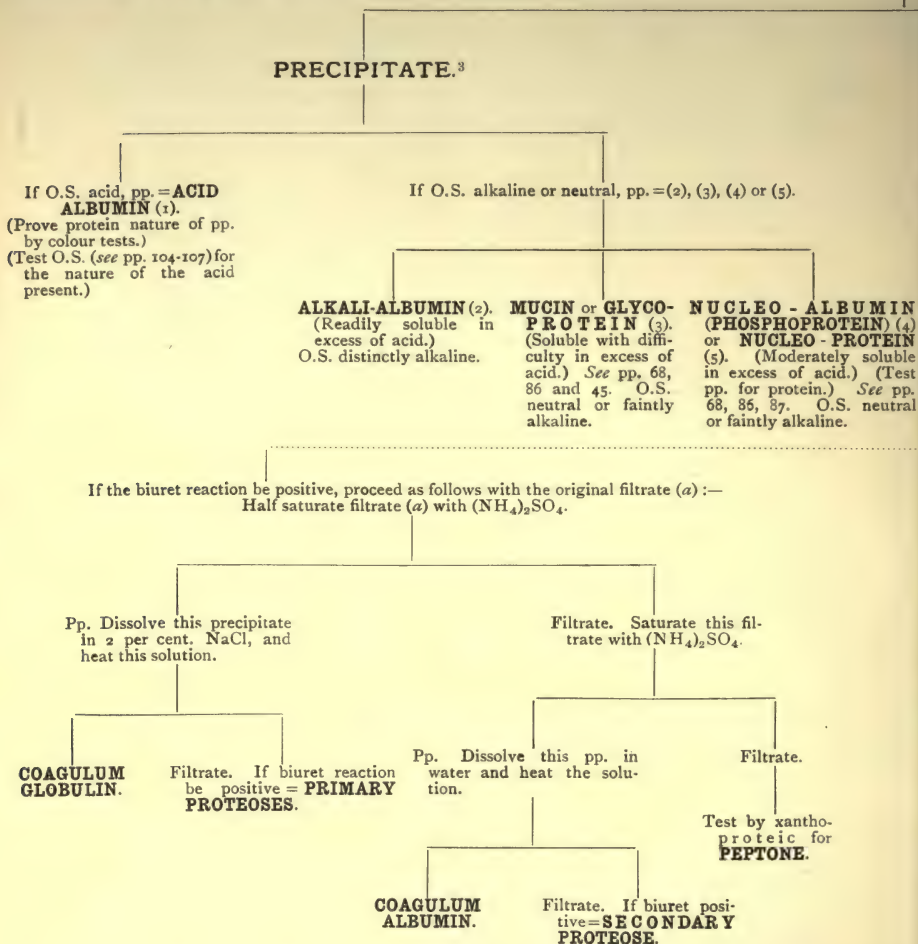 PRECIPITATE.³
If O.S. acid, pp. = ACID
ALBUMIN (1).
(Prove protein nature of pp.
by colour tests.)
(Test O.S. (see pp. 104-107) for
the nature of the acid
present.)
If O.S. alkaline or neutral, pp. = (2), (3), (4) or (5).
ALKALI-ALBUMIN (2).
(Readily soluble in
excess of acid.)
O.S. distinctly alkaline.
MUCIN or GLYCO-
PROTEIN (3).
(Soluble with diffi-
culty in excess of
acid.) See pp. 68,
86 and 45. O.S.
neutral or faintly
alkaline.
NUCLEO - ALBUMIN
(PHOSPHOPROTEIN) (4)
or NUCLEO - PROTEIN
(5). (Moderately soluble
in excess of acid.) (Test
pp. for protein.) See pp.
68, 86, 87. O.S. neutral
or faintly alkaline.
If the biuret reaction be positive, proceed as follows with the original filtrate (a) :—
Half saturate filtrate (a) with (NH₄)₂SO₄.
Pp. Dissolve this precipitate
in 2 per cent. NaCl, and
heat this solution.
Filtrate. Saturate this fil-
trate with (NH₄)₂SO₄.
COAGULUM
GLOBULIN.
Filtrate. If biuret reaction
be positive = PRIMARY
PROTEOSES.
Pp. Dissolve this pp. in
water and heat the solu-
tion.
Filtrate.
Test by xantho-
proteic for
PEPTONE.
COAGULUM
ALBUMIN.
Filtrate. If biuret posi-
tive = SECONDARY
PROTEOSE.